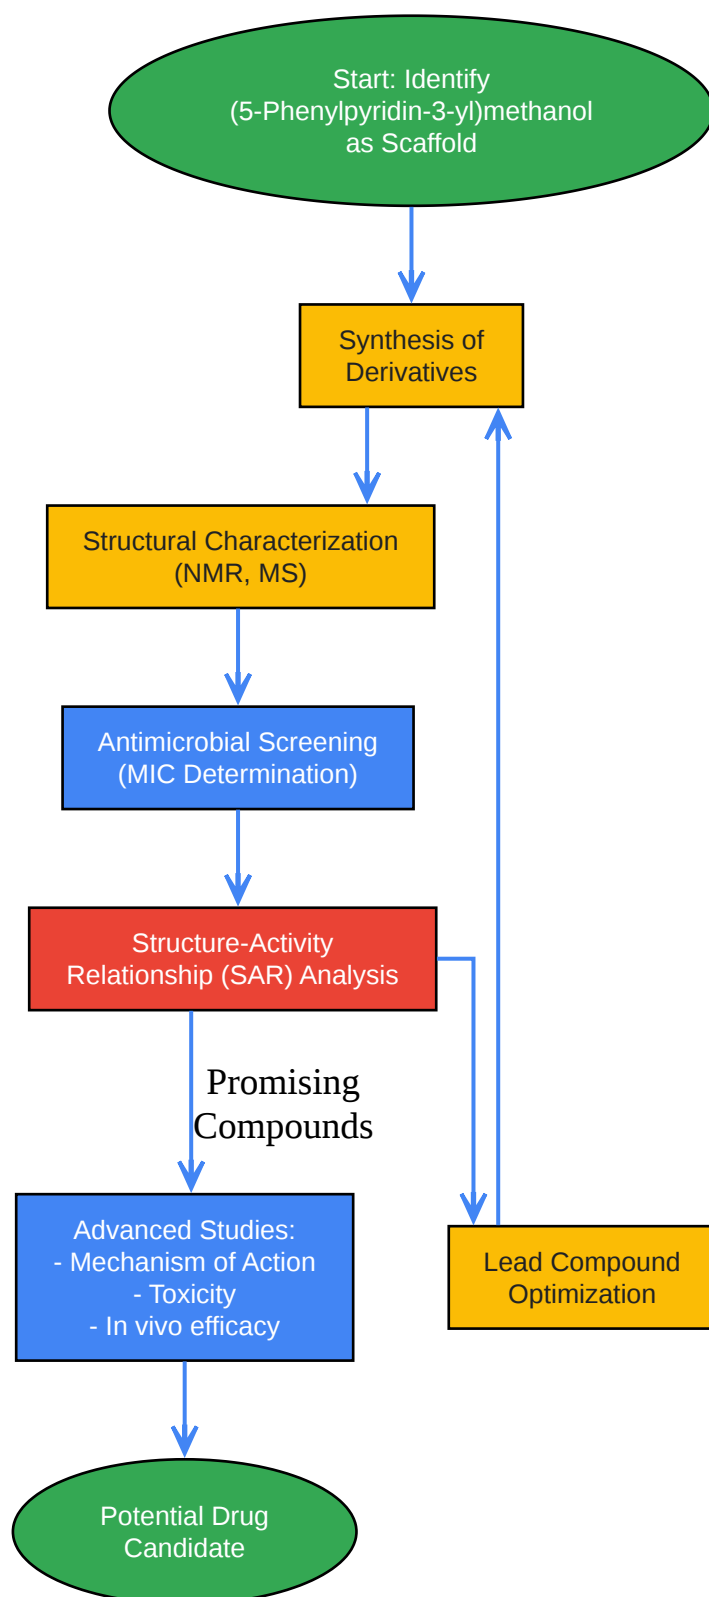 Start: Identify
(5-Phenylpyridin-3-yl)methanol
as Scaffold
Synthesis of
Derivatives
Structural Characterization
(NMR, MS)
Antimicrobial Screening
(MIC Determination)
Structure-Activity
Relationship (SAR) Analysis
Promising
Compounds
Advanced Studies:
- Mechanism of Action
- Toxicity
- In vivo efficacy
Lead Compound
Optimization
Potential Drug
Candidate